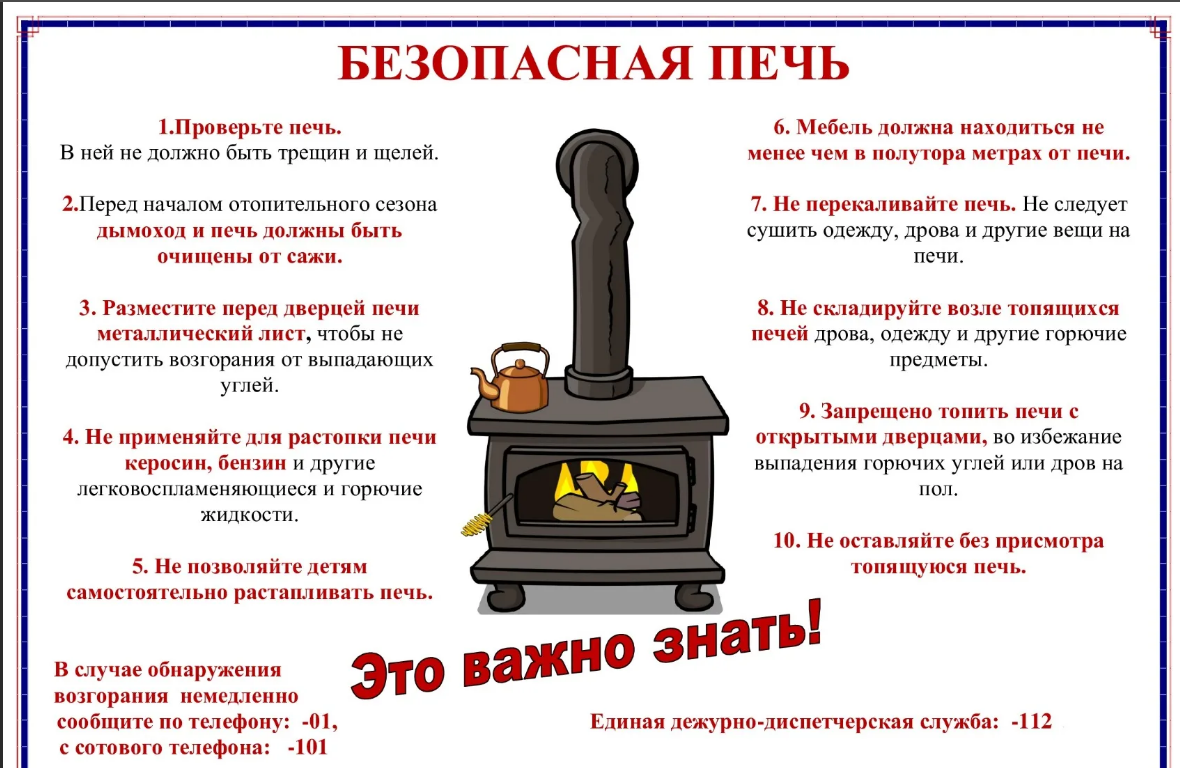 БЕЗОПАСНАЯ ПЕЧЬ
1.Проверьте печь.
В ней не должно быть трещин и щелей.
2.Перед началом отопительного сезона
дымоход и печь должны быть
очищены от сажи.
3. Разместите перед дверцей печи
металлический лист, чтобы не
допустить возгорания от выпадающих
углей.
4. Не применяйте для растопки печи
керосин, бензин и другие
легковоспламеняющиеся и горючие
жидкости.
5. Не позволяйте детям
самостоятельно растапливать печь.
6. Мебель должна находиться не
менее чем в полутора метрах от печи.
7. Не перекаливайте печь. Не следует
сушить одежду, дрова и другие вещи на
печи.
8. Не складируйте возле топящихся
печей дрова, одежду и другие горючие
предметы.
9. Запрещено топить печи с
открытыми дверцами, во избежание
выпадения горючих углей или дров на
пол.
10. Не оставляйте без присмотра
топящуюся печь.
Это важно знать!
В случае обнаружения
возгорания немедленно
сообщите по телефону: -01,
с сотового телефона: -101
Единая дежурно-диспетчерская служба: -112